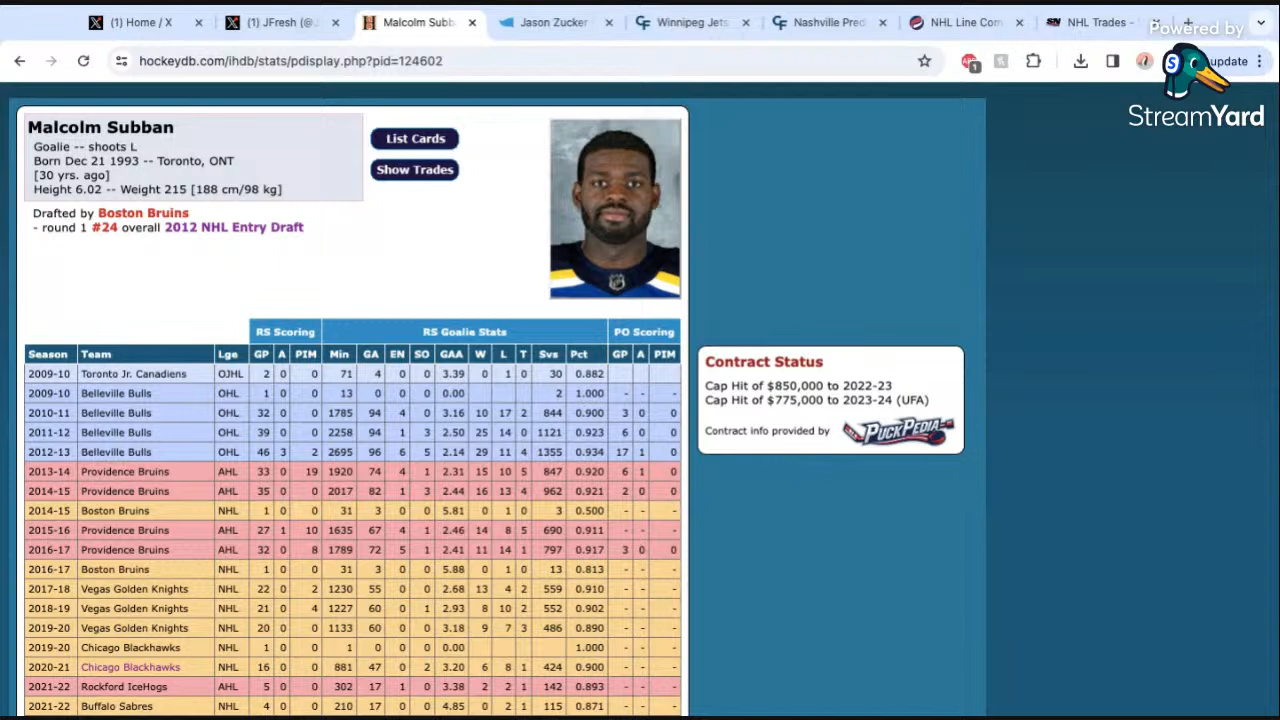 (1) Home / X
(1) JFresh (@J
Malcolm Subb
Jason Zucker
Winnipeg Jets
Nashville Pred
NHL Line Com
NHL Trades -
Powered by
hockeydb.com/ihdb/stats/pdisplay.php?pid=124602
update
StreamYard
Malcolm Subban
Goalie -- shoots L
Born Dec 21 1993 -- Toronto, ONT
[30 yrs. ago]
Height 6.02 -- Weight 215 [188 cm/98 kg]
List Cards
Show Trades
Drafted by Boston Bruins
- round 1 #24 overall 2012 NHL Entry Draft
RS Scoring RS Goalie Stats PO Scoring
Season Team Lge GP A PIM Min GA EN SO GAA W L T Svs Pct GP A PIM
2009-10 Toronto Jr. Canadiens OJHL 2 0 0 71 4 0 0 3.39 0 1 0 30 0.882
2009-10 Belleville Bulls OHL 1 0 0 13 0 0 0 0.00 2 1.000 - - -
2010-11 Belleville Bulls OHL 32 0 0 1785 94 4 0 3.16 10 17 2 844 0.900 3 0 0
2011-12 Belleville Bulls OHL 39 0 0 2258 94 1 3 2.50 25 14 0 1121 0.923 6 0 0
2012-13 Belleville Bulls OHL 46 3 2 2695 96 6 5 2.14 29 11 4 1355 0.934 17 1 0
2013-14 Providence Bruins AHL 33 0 19 1920 74 4 1 2.31 15 10 5 847 0.920 6 1 0
2014-15 Providence Bruins AHL 35 0 0 2017 82 1 3 2.44 16 13 4 962 0.921 2 0 0
2014-15 Boston Bruins NHL 1 0 0 31 3 0 0 5.81 0 1 0 3 0.500 - - -
2015-16 Providence Bruins AHL 27 1 10 1635 67 4 1 2.46 14 8 5 690 0.911 - - -
2016-17 Providence Bruins AHL 32 0 8 1789 72 5 1 2.41 11 14 1 797 0.917 3 0 0
2016-17 Boston Bruins NHL 1 0 0 31 3 0 0 5.88 0 1 0 13 0.813 - - -
2017-18 Vegas Golden Knights NHL 22 0 2 1230 55 0 0 2.68 13 4 2 559 0.910 - - -
2018-19 Vegas Golden Knights NHL 21 0 4 1227 60 0 1 2.93 8 10 2 552 0.902 - - -
2019-20 Vegas Golden Knights NHL 20 0 0 1133 60 0 0 3.18 9 7 3 486 0.890 - - -
2019-20 Chicago Blackhawks NHL 1 0 0 1 0 0 0 0.00 1.000 - - -
2020-21 Chicago Blackhawks NHL 16 0 0 881 47 0 2 3.20 6 8 1 424 0.900 - - -
2021-22 Rockford IceHogs AHL 5 0 0 302 17 1 0 3.38 2 2 1 142 0.893 - - -
2021-22 Buffalo Sabres NHL 4 0 0 210 17 0 0 4.85 0 2 1 115 0.871 - - -
Contract Status
Cap Hit of $850,000 to 2022-23
Cap Hit of $775,000 to 2023-24 (UFA)
Contract info provided by PUCKPEDIA